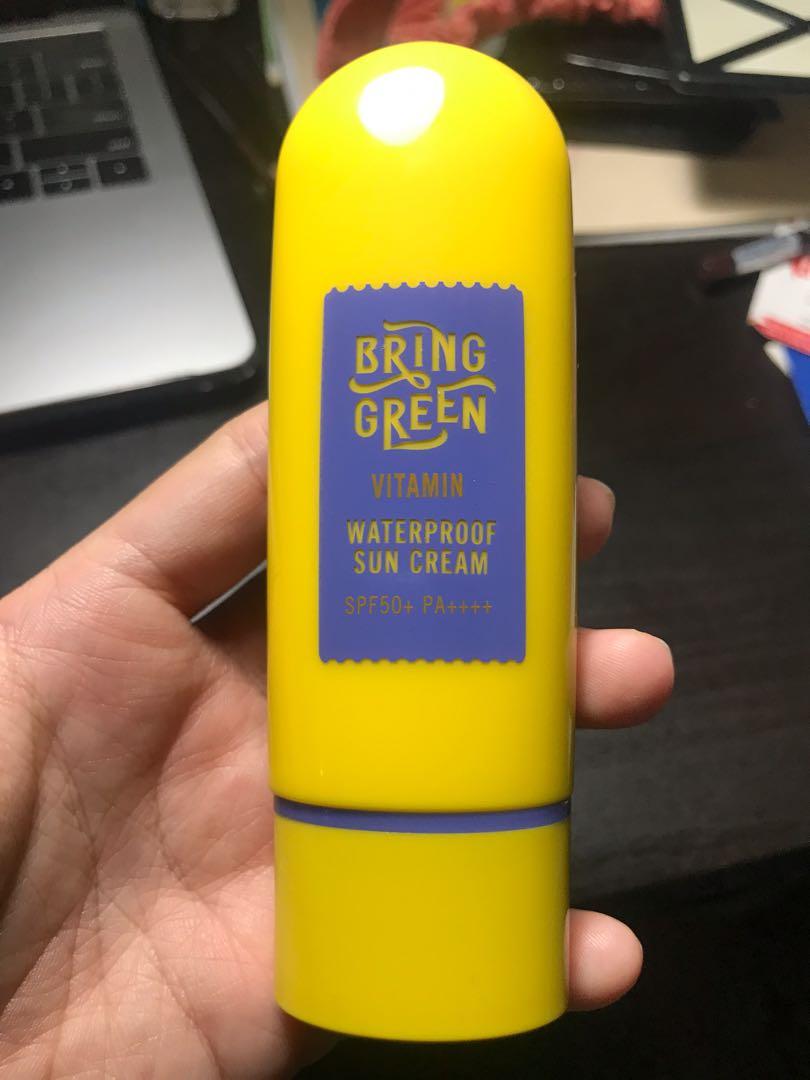 BRING
GREEN
VITAMIN
WATERPROOF
SUN CREAM
SPF50+ PA++++